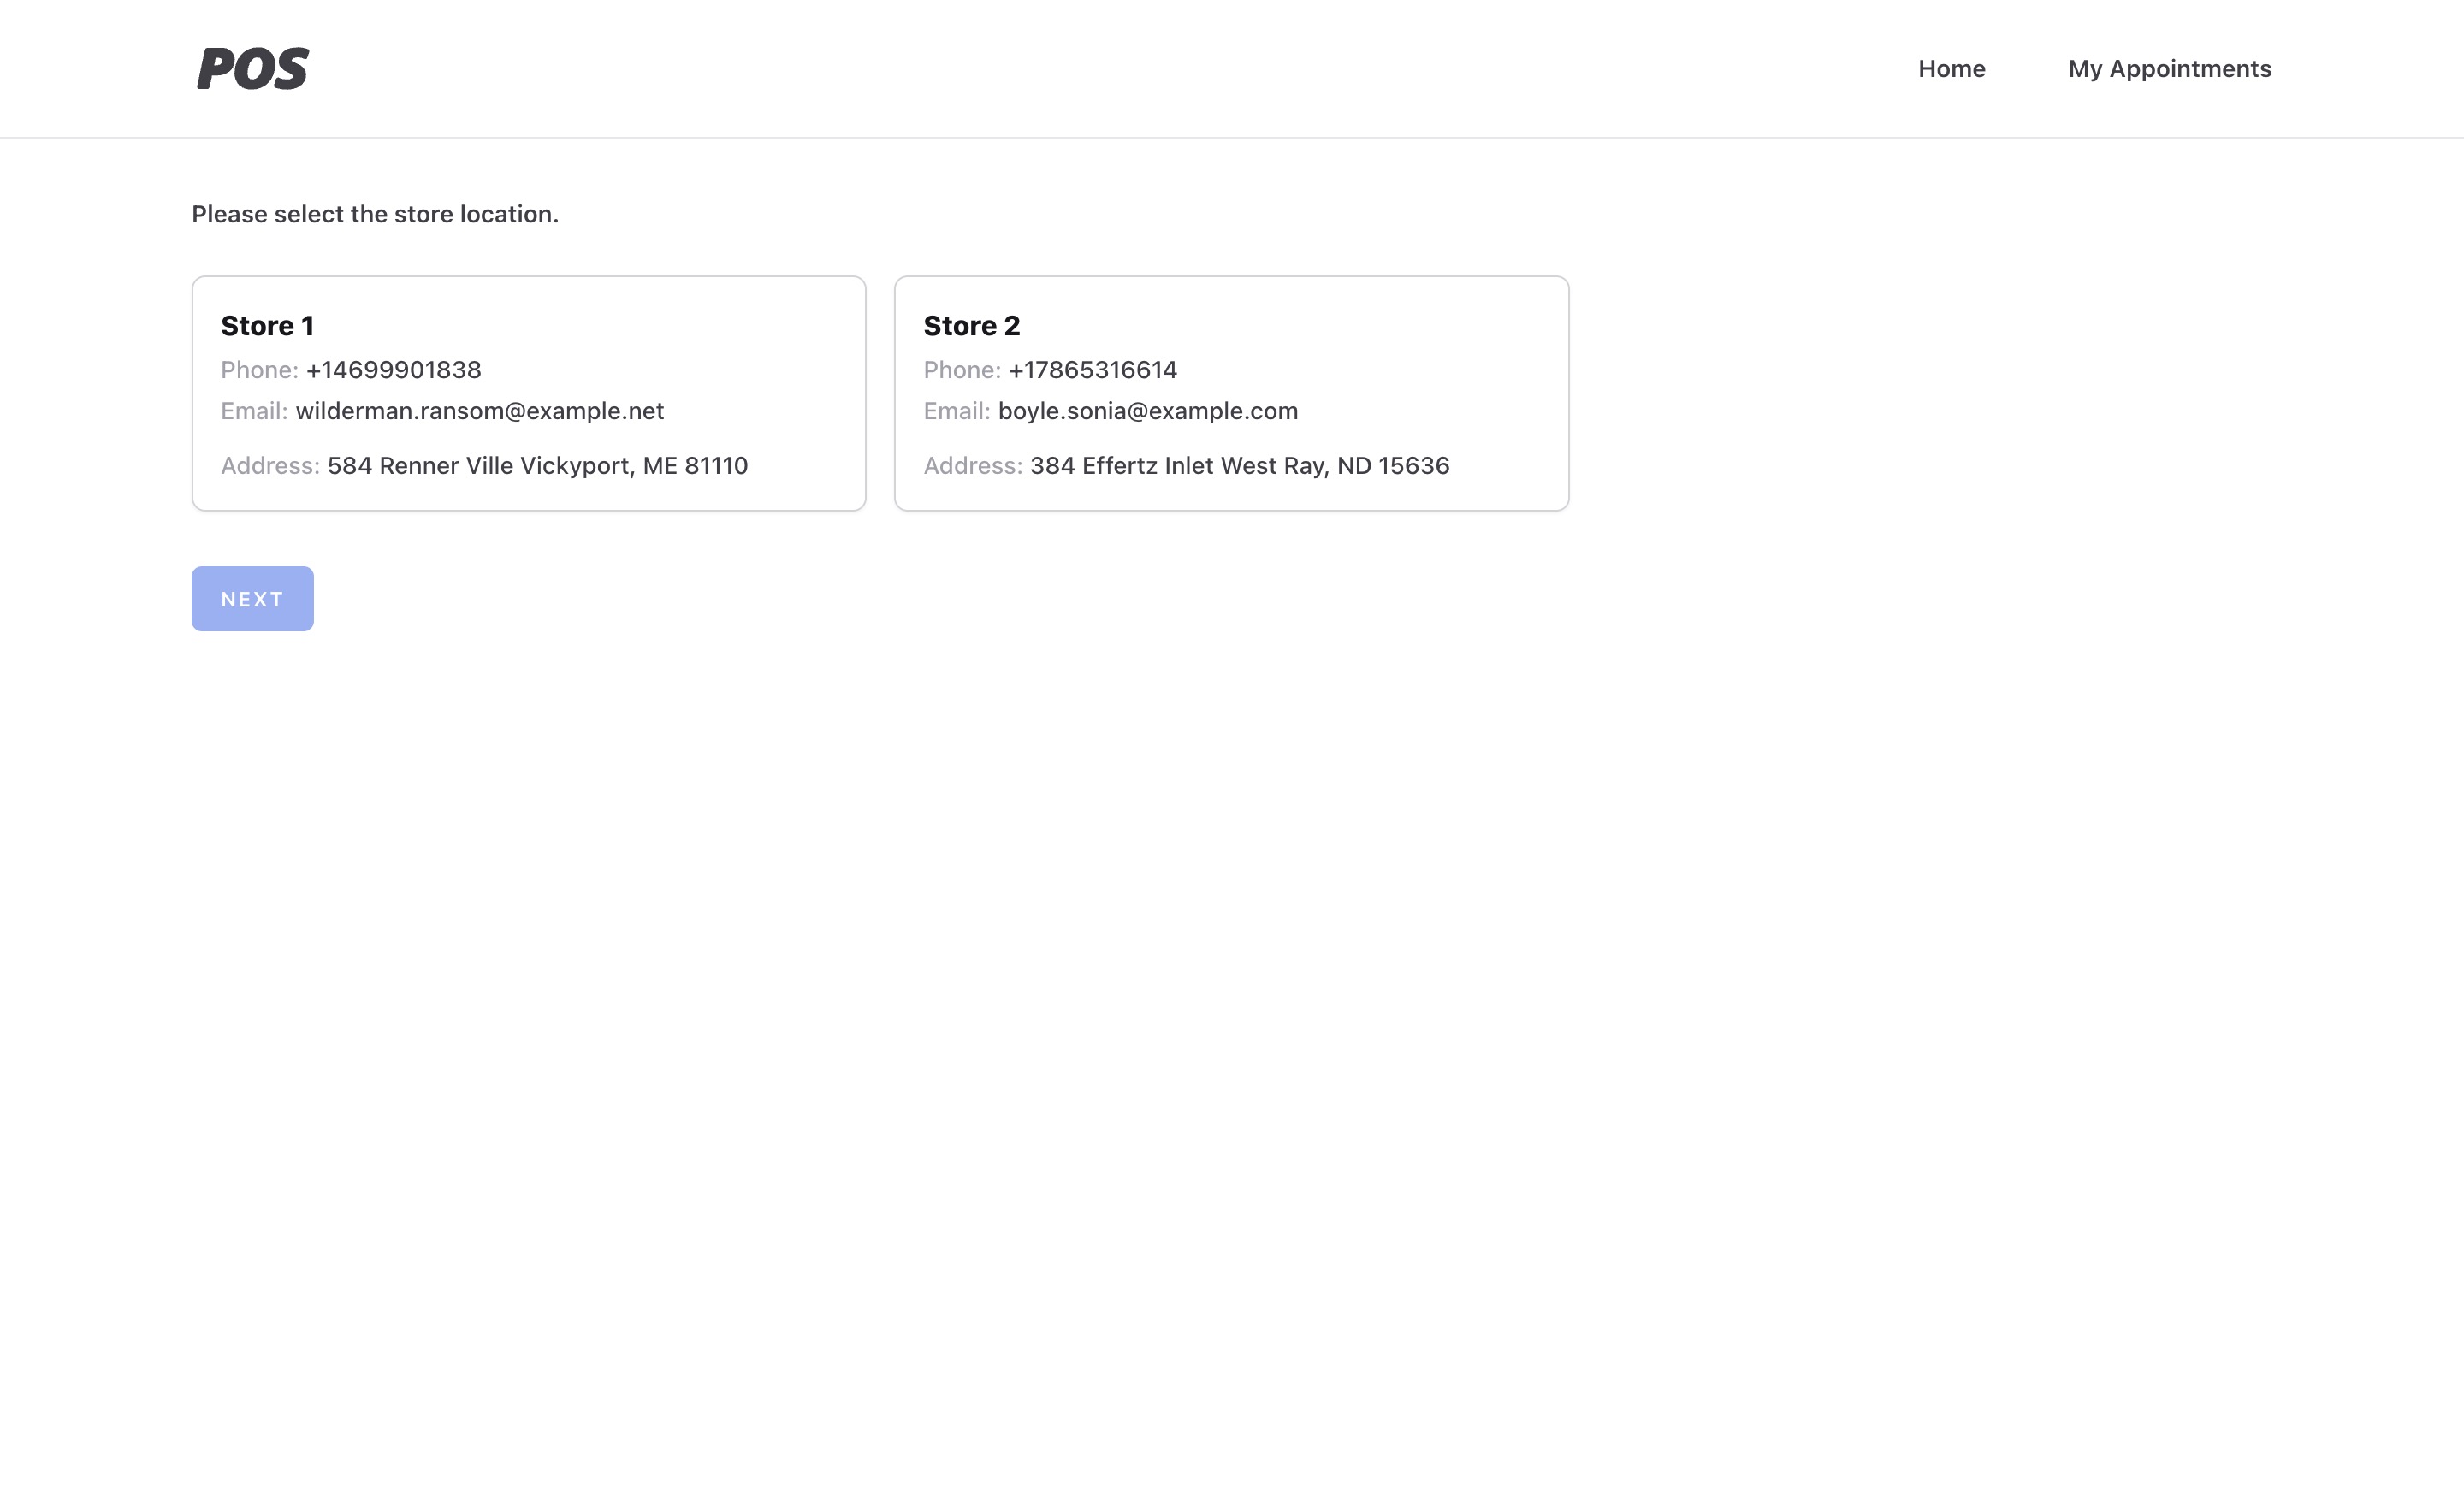 POS
Home
My Appointments
Please select the store location.
Store 1
Phone: +14699901838
Email: wilderman.ransom@example.net
Address: 584 Renner Ville Vickyport, ME 81110
Store 2
Phone: +17865316614
Email: boyle.sonia@example.com
Address: 384 Effertz Inlet West Ray, ND 15636
NEXT